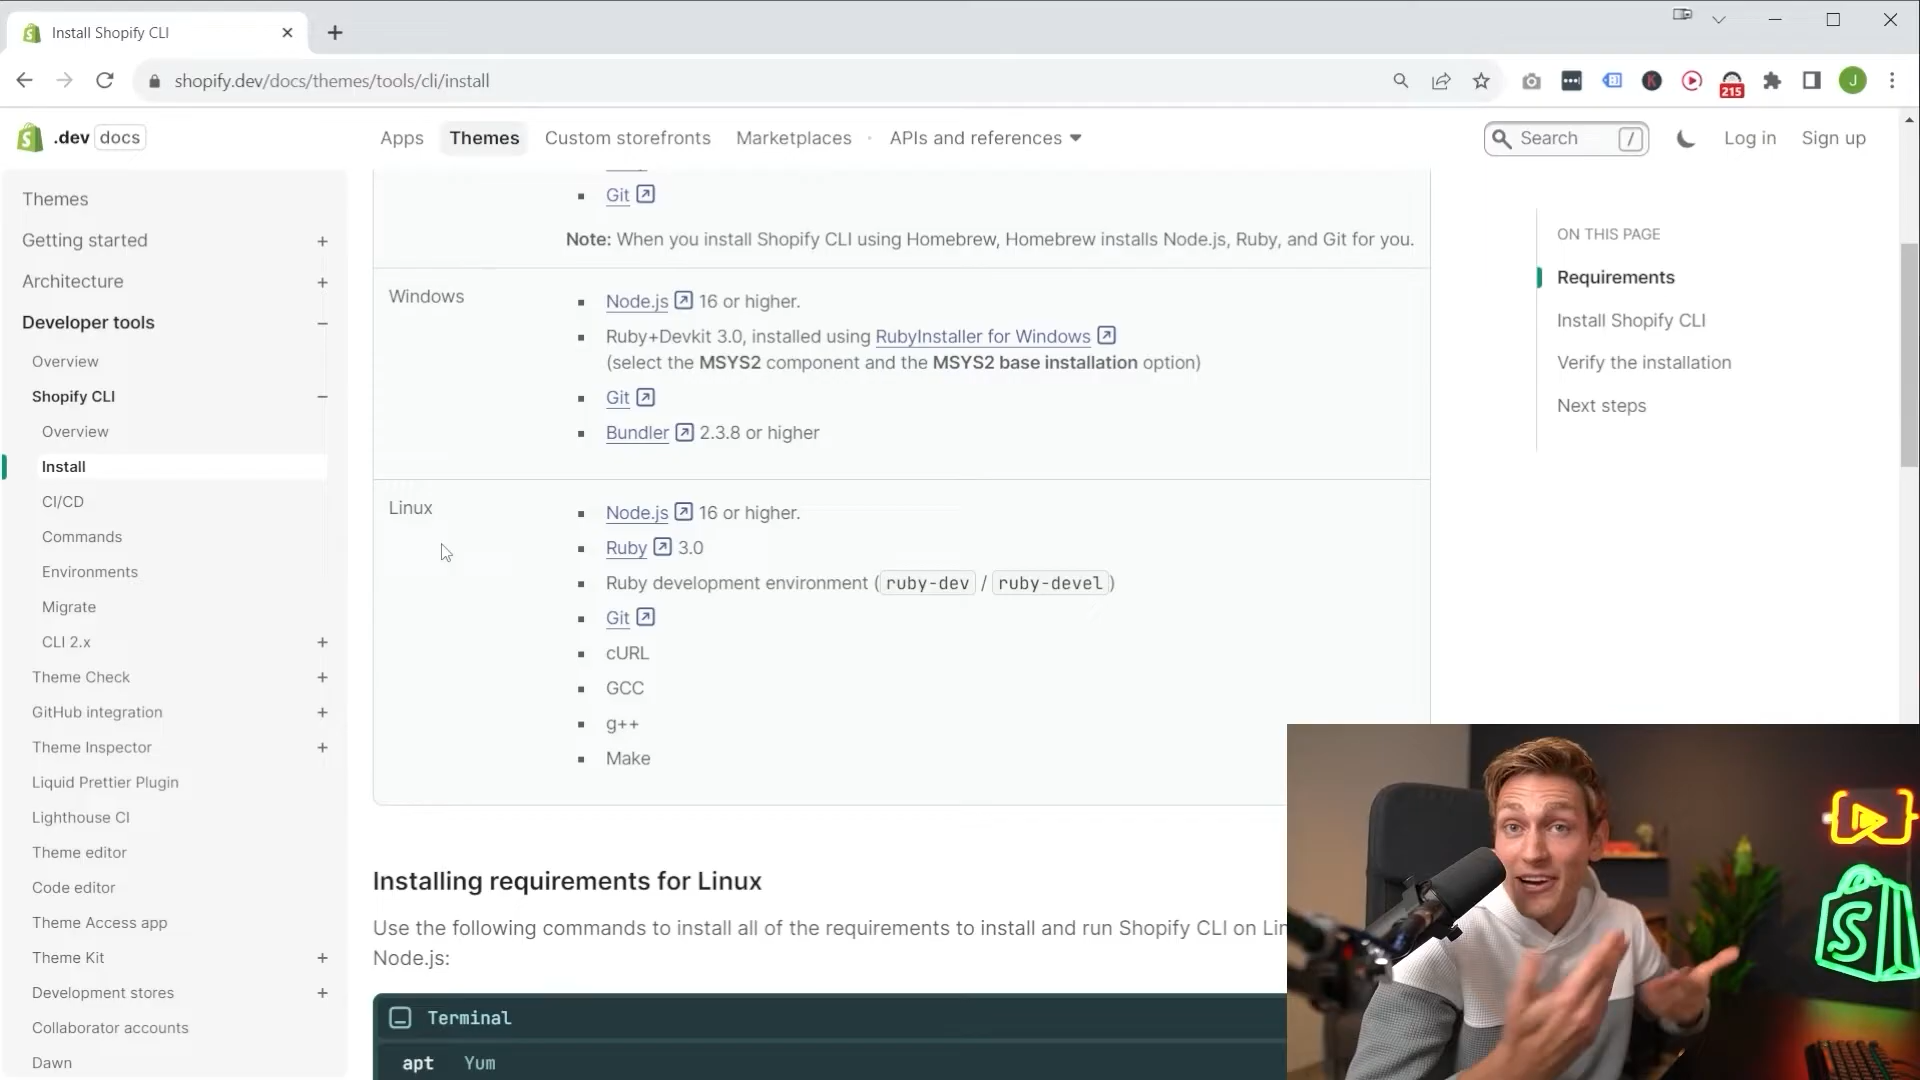 Install Shopify CLI
shopify.dev/docs/themes/tools/cli/install
215
J
.dev docs
Apps
Themes
Custom storefronts
Marketplaces
APIs and references
Search /
Log in
Sign up
Themes
Getting started
Architecture
Developer tools
Overview
Shopify CLI
Overview
Install
CI/CD
Commands
Environments
Migrate
CLI 2.x
Theme Check
GitHub integration
Theme Inspector
Liquid Prettier Plugin
Lighthouse CI
Theme editor
Code editor
Theme Access app
Theme Kit
Development stores
Collaborator accounts
Dawn
Git
Note: When you install Shopify CLI using Homebrew, Homebrew installs Node.js, Ruby, and Git for you.
Windows
Node.js 16 or higher.
Ruby+Devkit 3.0, installed using RubyInstaller for Windows
(select the MSYS2 component and the MSYS2 base installation option)
Git
Bundler 2.3.8 or higher
Linux
Node.js 16 or higher.
Ruby 3.0
Ruby development environment (ruby-dev / ruby-devel)
Git
cURL
GCC
g++
Make
Installing requirements for Linux
Use the following commands to install all of the requirements to install and run Shopify CLI on
Node.js:
Terminal
apt Yum
ON THIS PAGE
Requirements
Install Shopify CLI
Verify the installation
Next steps
S